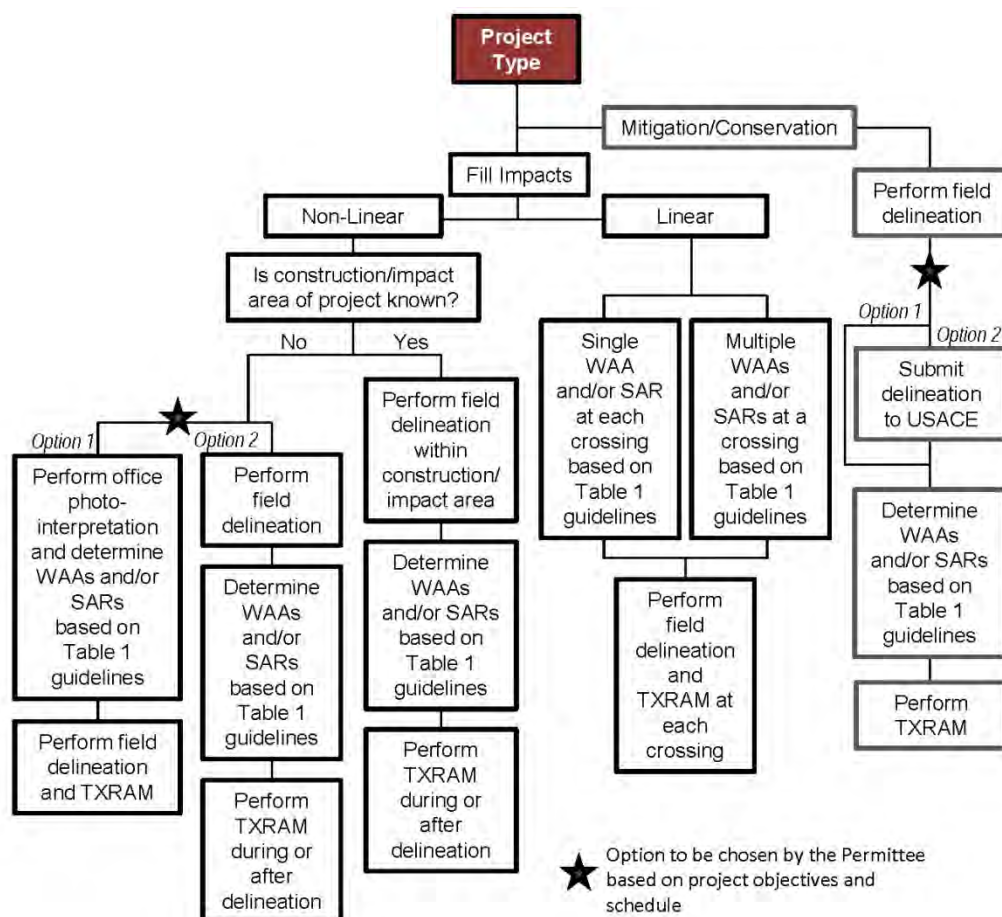 Project
Type
Mitigation/Conservation
Fill Impacts
Perform field
delineation
Non-Linear
Linear
Is construction/impact
area of project known?
No
Yes
Option 1
Option 2
Option 1
Option 2
Perform office
photo-
interpretation
and determine
WAAs and/or
SARs
based on
Table 1
guidelines
Perform field
delineation
and TXRAM
Perform
field
delineation
Determine
WAAs
and/or
SARs
based on
Table 1
guidelines
Perform
TXRAM
during or
after
delineation
Perform field
delineation
within
construction/
impact area
Determine
WAAs
and/or SARs
based on
Table 1
guidelines
Perform
TXRAM
during or
after
delineation
Single
WAA
and/or SAR
at each
crossing
based on
Table 1
guidelines
Multiple
WAAs
and/or
SARs at a
crossing
based on
Table 1
guidelines
Perform
field
delineation
and
TXRAM at
each
crossing
Submit
delineation
to USACE
Determine
WAAs
and/or SARs
based on
Table 1
guidelines
Perform
TXRAM
Option to be chosen by the Permittee
based on project objectives and
schedule